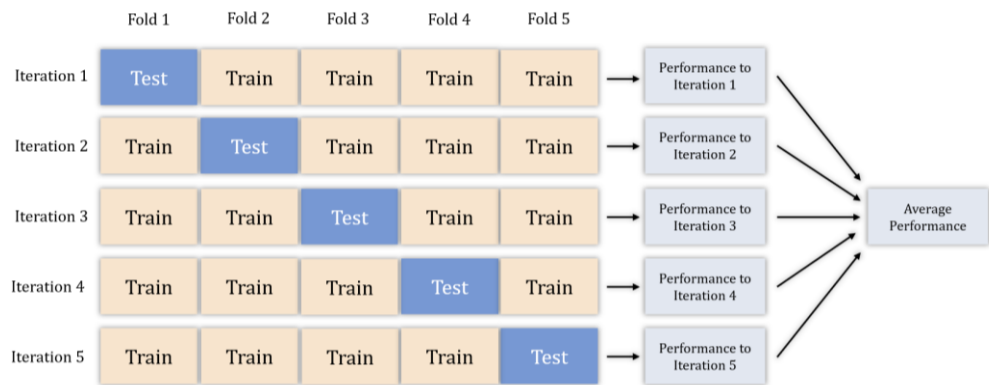 Fold 1 Fold 2 Fold 3 Fold 4 Fold 5
Iteration 1 Test Train Train Train Train Performance to
Iteration 1
Iteration 2 Train Test Train Train Train Performance to
Iteration 2
Iteration 3 Train Train Test Train Train Performance to
Iteration 3
Average
Performance
Iteration 4 Train Train Train Test Train Performance to
Iteration 4
Iteration 5 Train Train Train Train Test Performance to
Iteration 5